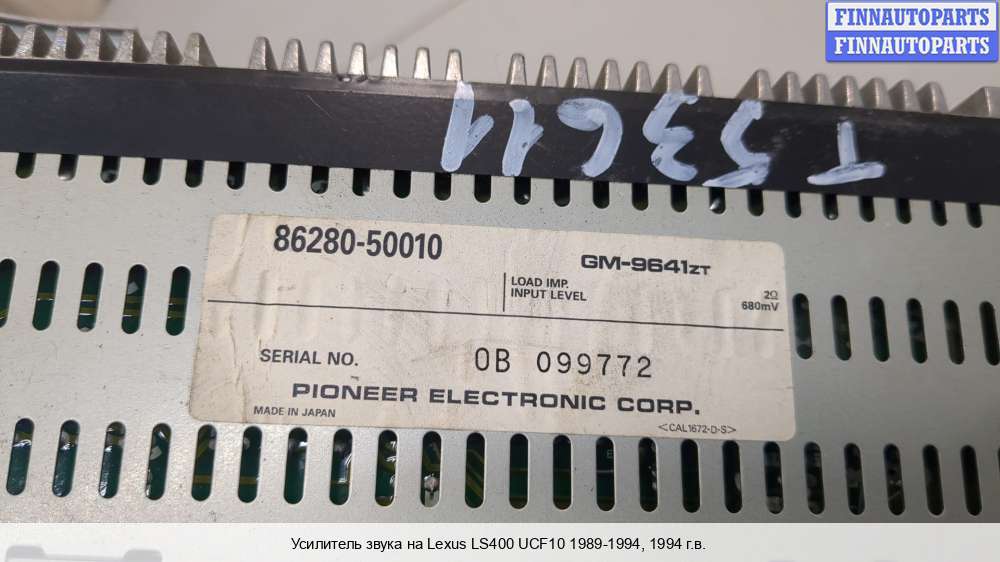 FINNAUTOPARTS
FINNAUTOPARTS
T 53611
86280-50010
GM-9641ZT
LOAD IMP. 2Ω
INPUT LEVEL 680mV
SERIAL NO. 0B 099772
PIONEER ELECTRONIC CORP.
MADE IN JAPAN
<CAL1672-D-S>
Усилитель звука на Lexus LS400 UCF10 1989-1994, 1994 г.в.